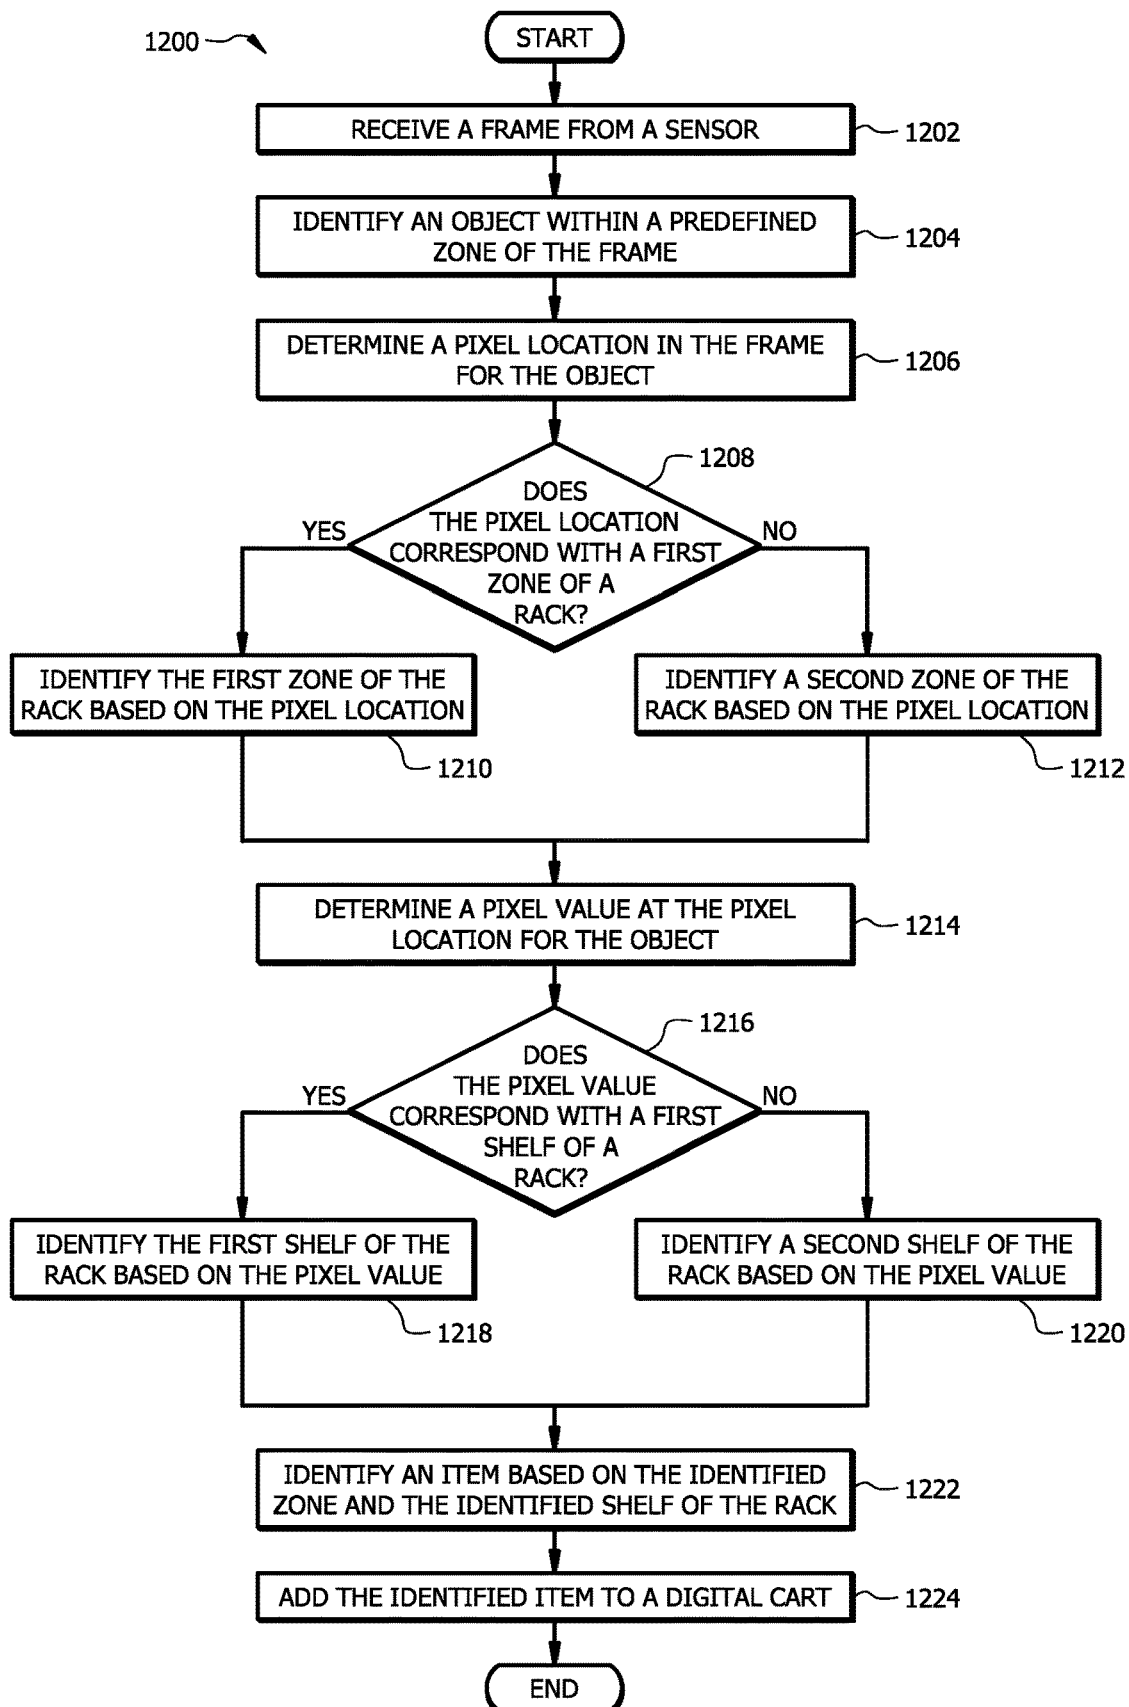 1200
START
RECEIVE A FRAME FROM A SENSOR
1202
IDENTIFY AN OBJECT WITHIN A PREDEFINED
ZONE OF THE FRAME
1204
DETERMINE A PIXEL LOCATION IN THE FRAME
FOR THE OBJECT
1206
1208
DOES
THE PIXEL LOCATION
CORRESPOND WITH A FIRST
ZONE OF A
RACK?
YES
NO
IDENTIFY THE FIRST ZONE OF THE
RACK BASED ON THE PIXEL LOCATION
1210
IDENTIFY A SECOND ZONE OF THE
RACK BASED ON THE PIXEL LOCATION
1212
DETERMINE A PIXEL VALUE AT THE PIXEL
LOCATION FOR THE OBJECT
1214
1216
DOES
THE PIXEL VALUE
CORRESPOND WITH A FIRST
SHELF OF A
RACK?
YES
NO
IDENTIFY THE FIRST SHELF OF THE
RACK BASED ON THE PIXEL VALUE
1218
IDENTIFY A SECOND SHELF OF THE
RACK BASED ON THE PIXEL VALUE
1220
IDENTIFY AN ITEM BASED ON THE IDENTIFIED
ZONE AND THE IDENTIFIED SHELF OF THE RACK
1222
ADD THE IDENTIFIED ITEM TO A DIGITAL CART
1224
END